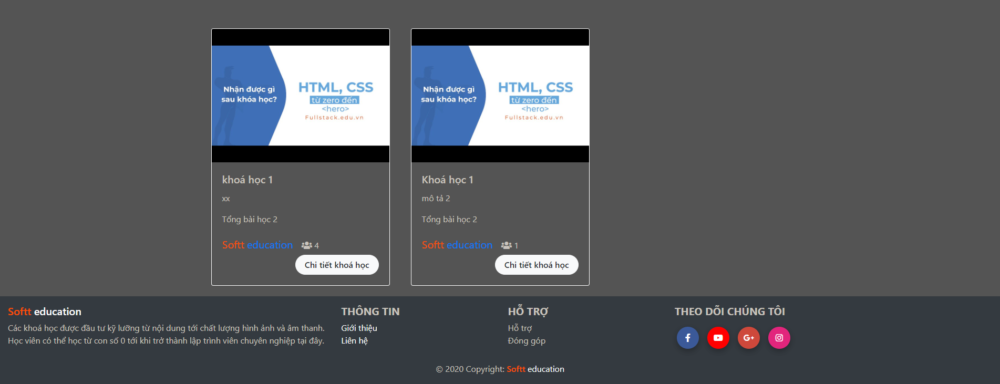 Nhận được gì
sau khóa học?
HTML, CSS
từ zero đến
<hero>
Fullstack.edu.vn
khoá học 1
xx
Tổng bài học 2
Softt education 4
Chi tiết khoá học
Nhận được gì
sau khóa học?
HTML, CSS
từ zero đến
<hero>
Fullstack.edu.vn
Khoá học 1
mô tả 2
Tổng bài học 2
Softt education 1
Chi tiết khoá học
Softt education
Các khoá học được đầu tư kỹ lưỡng từ nội dung tới chất lượng hình ảnh và âm thanh.
Học viên có thể học từ con số 0 tới khi trở thành lập trình viên chuyên nghiệp tại đây.
THÔNG TIN
Giới thiệu
Liên hệ
HỖ TRỢ
Hỗ trợ
Đóng góp
THEO DÕI CHÚNG TÔI
© 2020 Copyright: Softt education